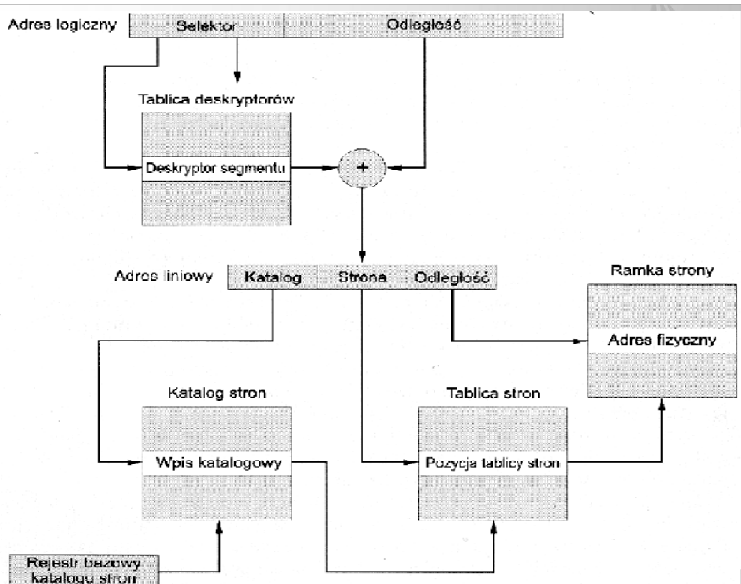 Adres logiczny
Selektor
Odległość
Tablica deskryptorów
Deskryptor segmentu
+
Adres liniowy
Katalog
Strona
Odległość
Ramka strony
Adres fizyczny
Katalog stron
Tablica stron
Wpis katalogowy
Pozycja tablicy stron
Rejestr bazowy
katalogu stron